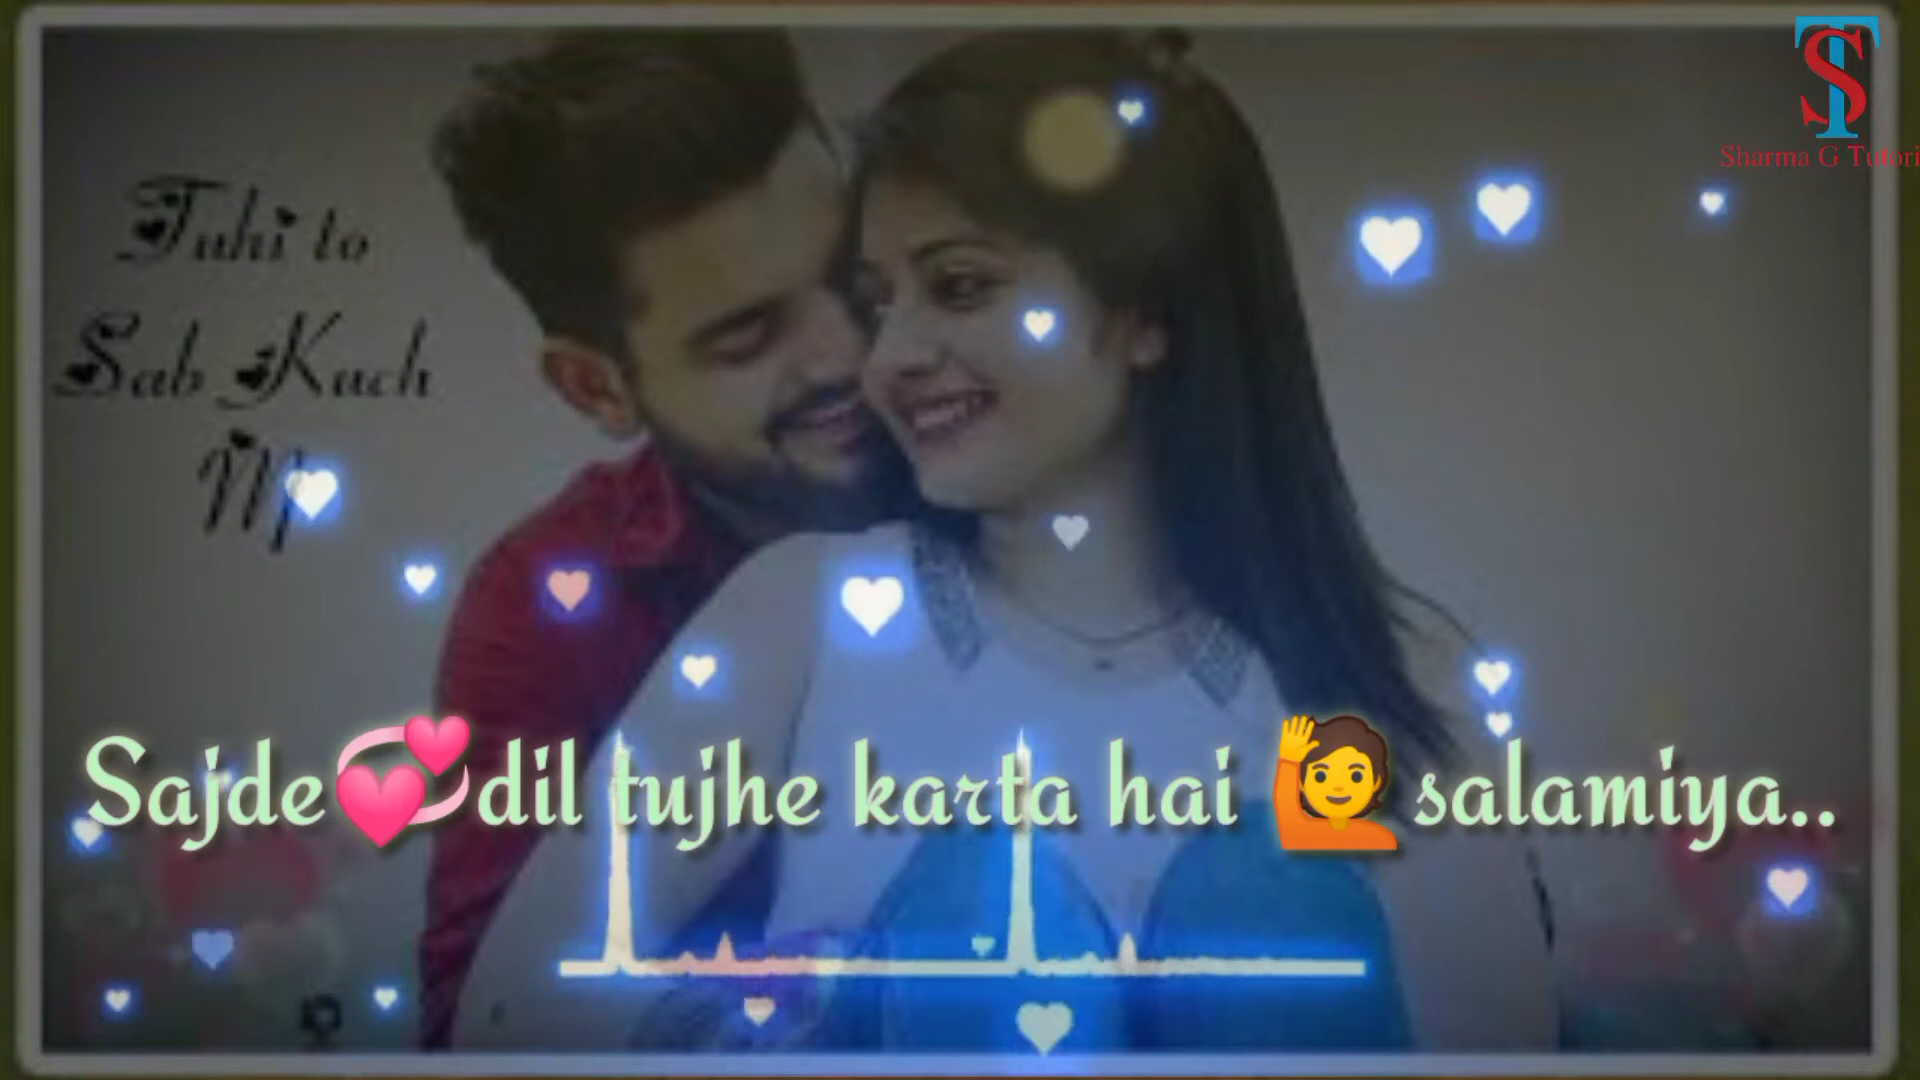 Sharma G Tutori
Tuhi to
Sab Kuch
Sajde💞dil tujhe karta hai 🙋salamiya..